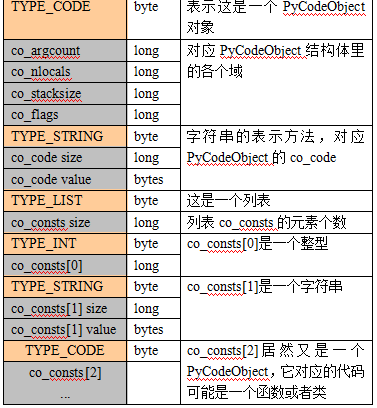 TYPE_CODE byte 表示这是一个 PyCodeObject
对象
co_argcount long 对应 PyCodeObject 结构体里
co_nlocals long 的各个域
co_stacksize long
co_flags long
TYPE_STRING byte 字符串的表示方法，对应
co_code size long PyCodeObject 的 co_code
co_code value bytes
TYPE_LIST byte 这是一个列表
co_consts size long 列表 co_consts 的元素个数
TYPE_INT byte co_consts[0]是一个整型
co_consts[0] long
TYPE_STRING byte co_consts[1]是一个字符串
co_consts[1] size long
co_consts[1] value bytes
TYPE_CODE byte co_consts[2]居然又是一个
co_consts[2] PyCodeObject，它对应的代码
... 可能是一个函数或者类